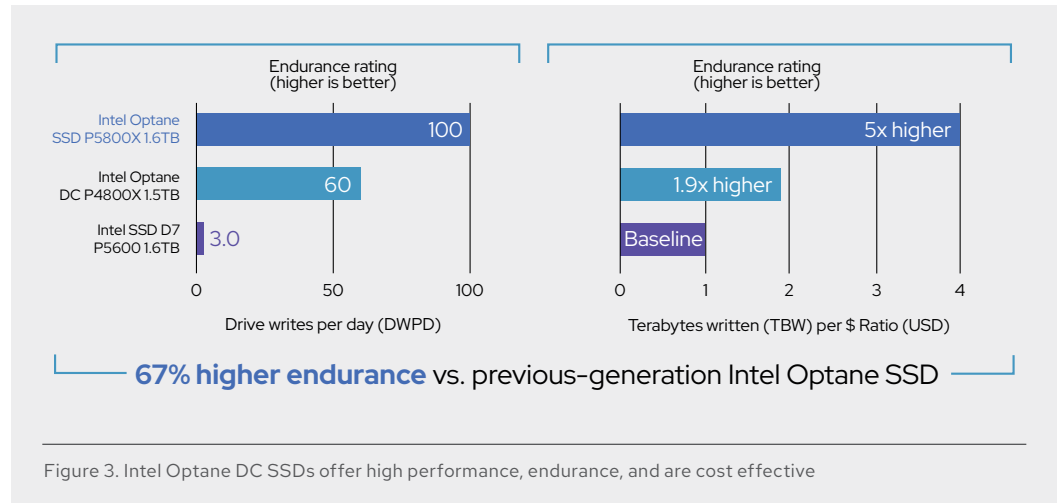 Endurance rating
(higher is better)
Intel Optane
SSD P5800X 1.6TB
100
Intel Optane
DC P4800X 1.5TB
60
Intel SSD D7
P5600 1.6TB
3.0
0
50
100
Drive writes per day (DWPD)
Endurance rating
(higher is better)
5x higher
1.9x higher
Baseline
0
1
2
3
4
Terabytes written (TBW) per $ Ratio (USD)
67% higher endurance vs. previous-generation Intel Optane SSD
Figure 3. Intel Optane DC SSDs offer high performance, endurance, and are cost effective